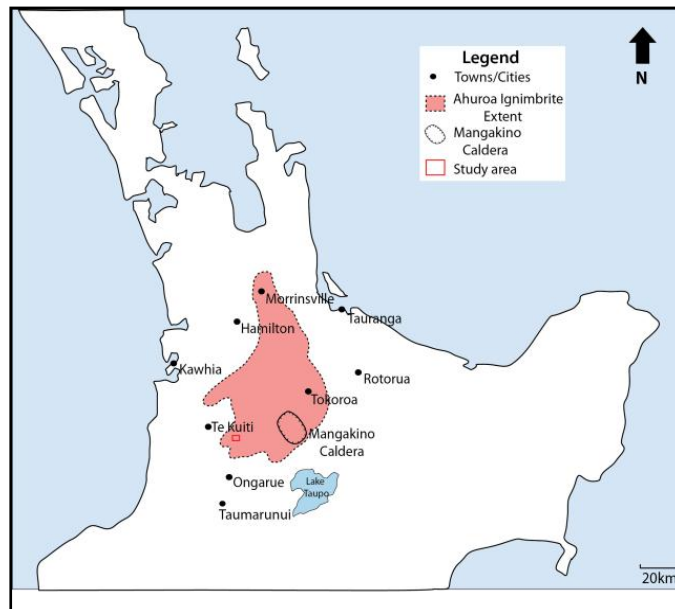 Legend
Towns/Cities
Ahuroa Ignimbrite
Extent
Mangakino
Caldera
Study area
N
Morrinsville
Hamilton
Tauranga
Kawhia
Rotorua
Tokoroa
Te Kuiti
Mangakino
Caldera
Ongarue
Lake
Taupo
Taumarunui
20km